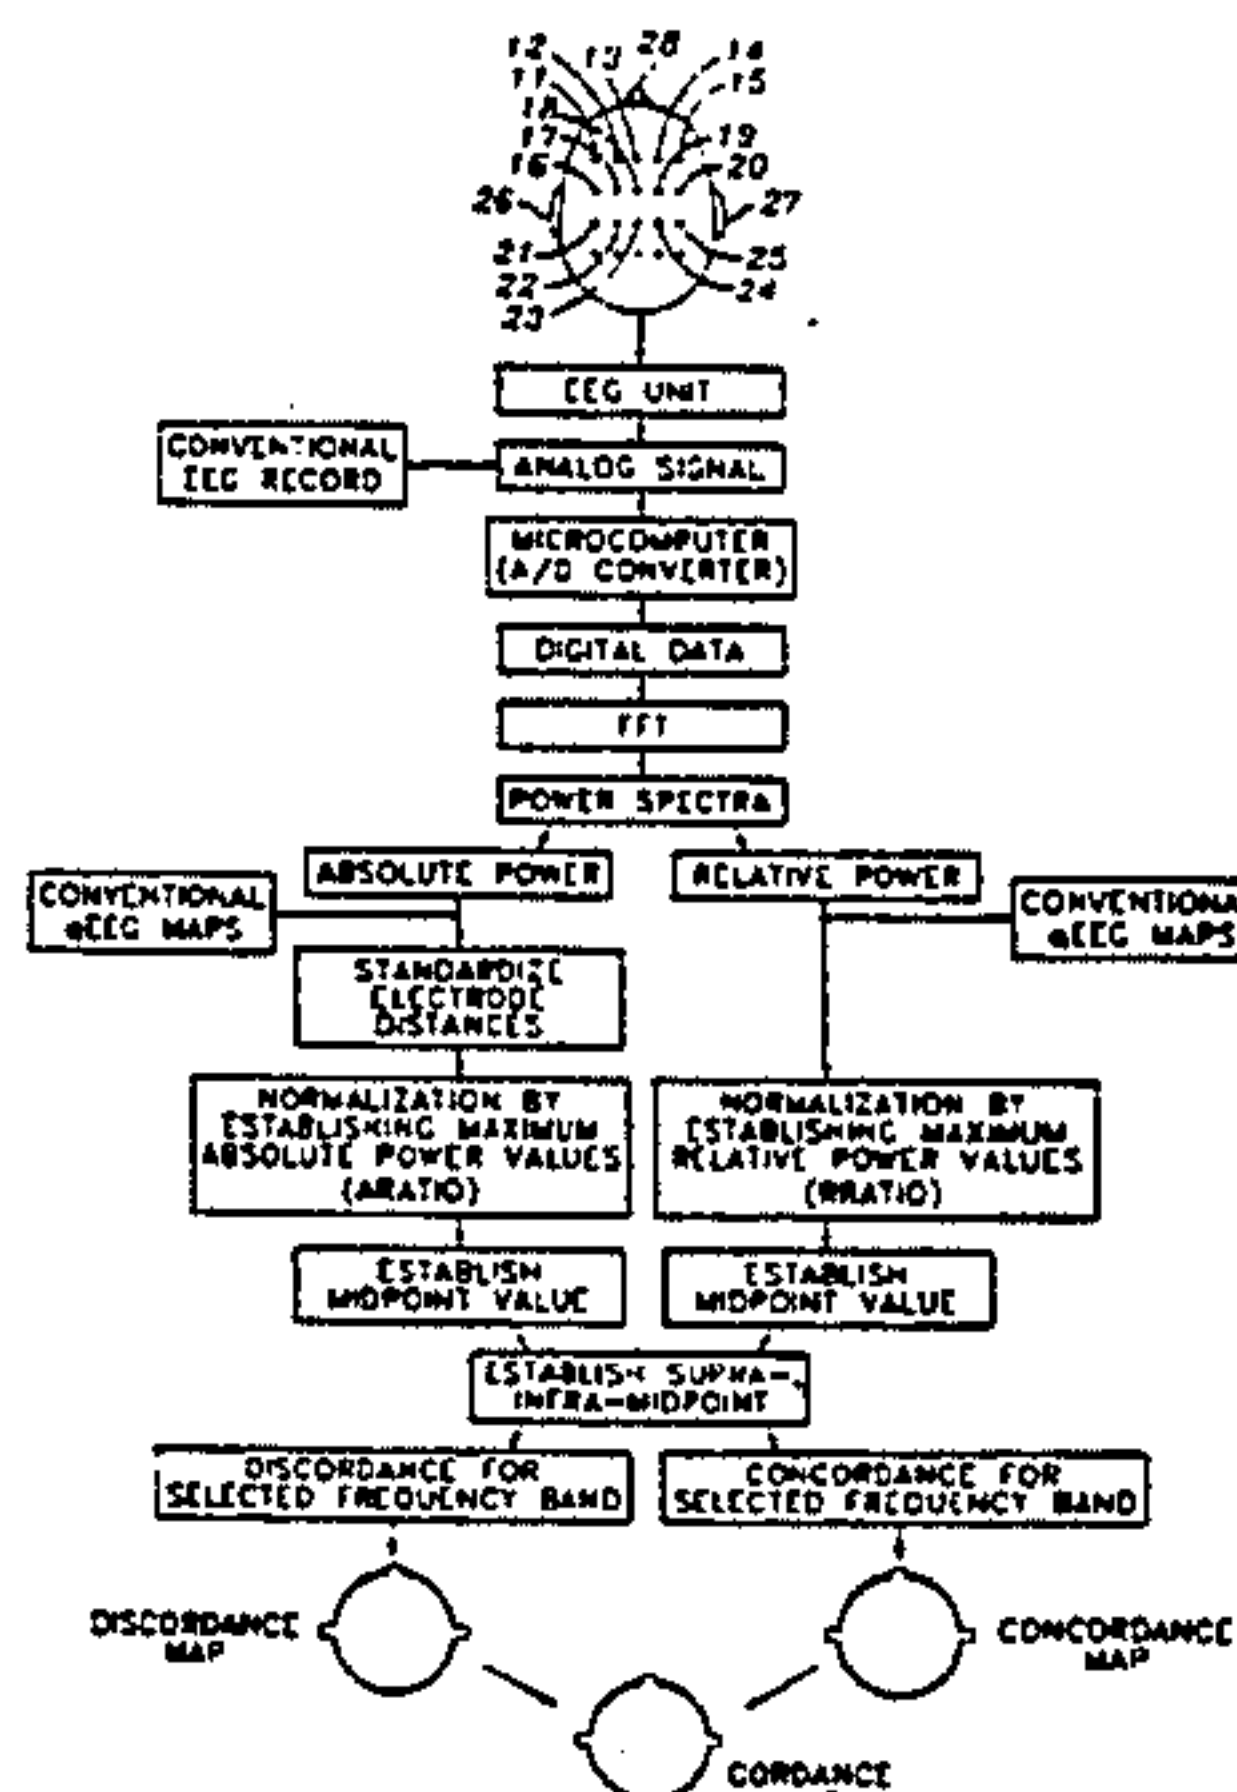 12
13
28
14
11
15
18
17
19
16
20
26
27
21
25
22
24
23
EEG UNIT
CONVENTIONAL
EEG RECORD
ANALOG SIGNAL
MICROCOMPUTER
(A/D CONVERTER)
DIGITAL DATA
FFT
POWER SPECTRA
ABSOLUTE POWER
RELATIVE POWER
CONVENTIONAL
qEEG MAPS
CONVENTIONA
qEEG MAPS
STANDARDIZE
ELECTRODE
DISTANCES
NORMALIZATION BY
ESTABLISHING MAXIMUM
ABSOLUTE POWER VALUES
(ARATIO)
NORMALIZATION BY
ESTABLISHING MAXIMUM
RELATIVE POWER VALUES
(RRATIO)
ESTABLISH
MIDPOINT VALUE
ESTABLISH
MIDPOINT VALUE
ESTABLISH SUPRA-,
INFRA-MIDPOINT
DISCORDANCE FOR
SELECTED FREQUENCY BAND
CONCORDANCE FOR
SELECTED FREQUENCY BAND
DISCORDANCE
MAP
CONCORDANCE
MAP
CORDANCE